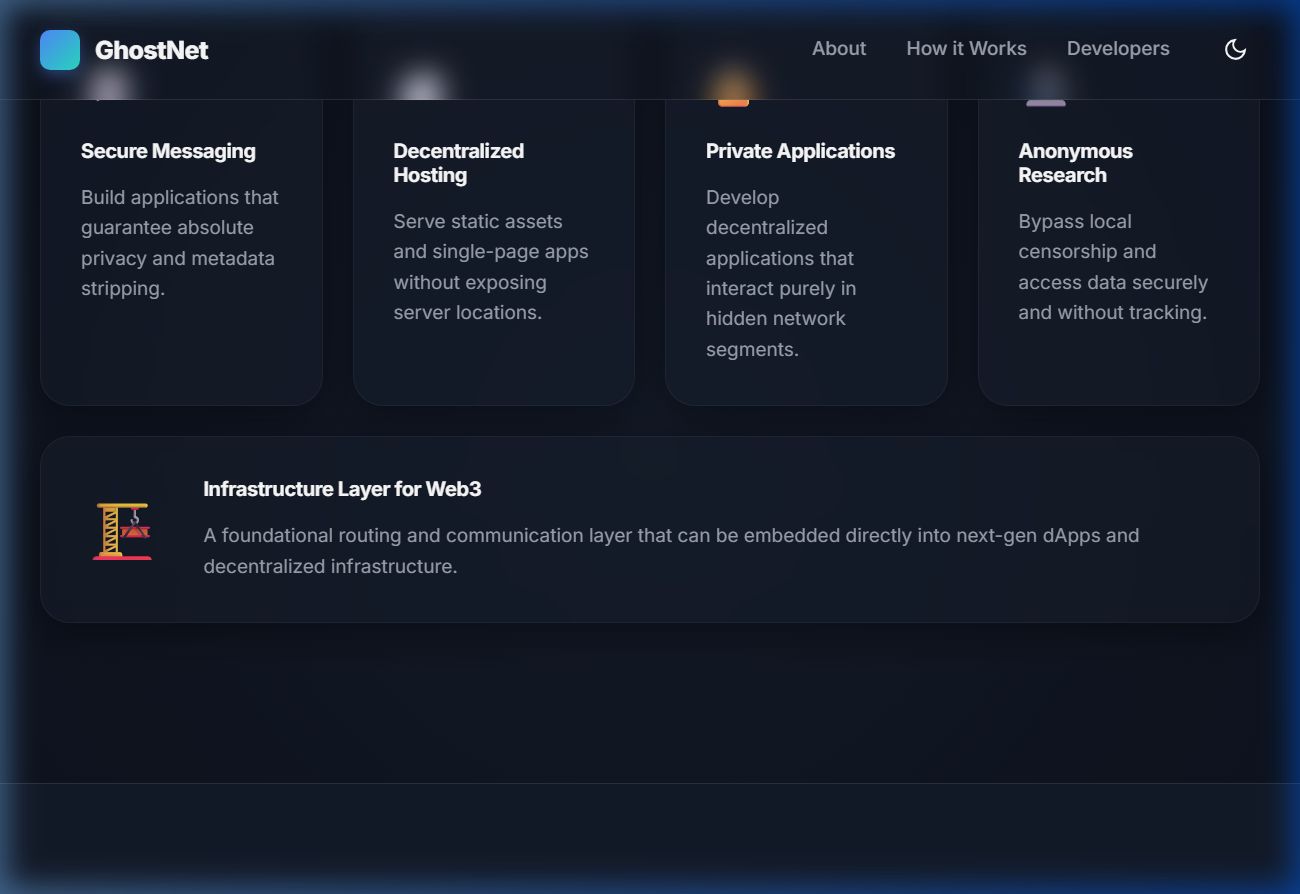 GhostNet
About
How it Works
Developers
Secure Messaging
Build applications that
guarantee absolute
privacy and metadata
stripping.
Decentralized
Hosting
Serve static assets
and single-page apps
without exposing
server locations.
Private Applications
Develop
decentralized
applications that
interact purely in
hidden network
segments.
Anonymous
Research
Bypass local
censorship and
access data securely
and without tracking.
Infrastructure Layer for Web3
A foundational routing and communication layer that can be embedded directly into next-gen dApps and
decentralized infrastructure.